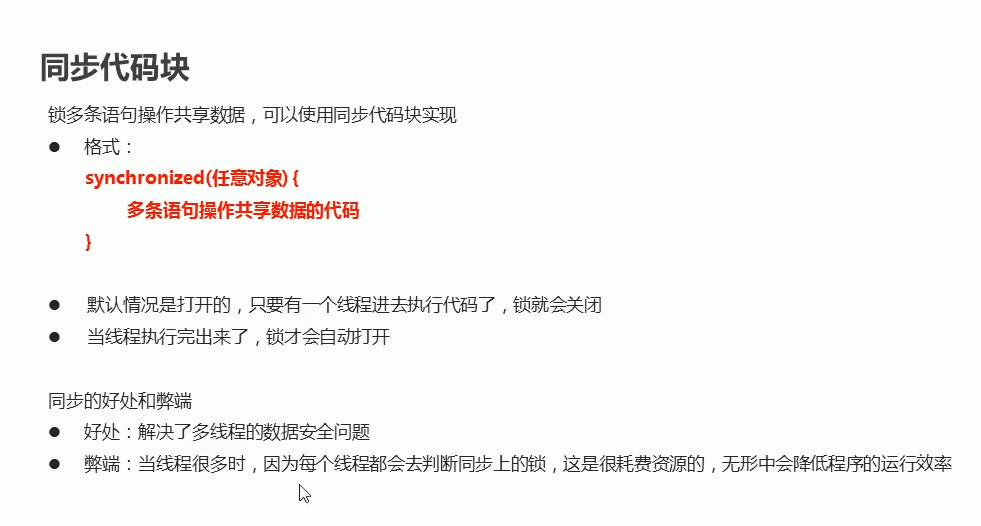 同步代码块
锁多条语句操作共享数据，可以使用同步代码块实现
● 格式：
synchronized(任意对象) {
多条语句操作共享数据的代码
}
● 默认情况是打开的，只要有一个线程进去执行代码了，锁就会关闭
● 当线程执行完出来了，锁才会自动打开
同步的好处和弊端
● 好处：解决了多线程的数据安全问题
● 弊端：当线程很多时，因为每个线程都会去判断同步上的锁，这是很耗费资源的，无形中会降低程序的运行效率